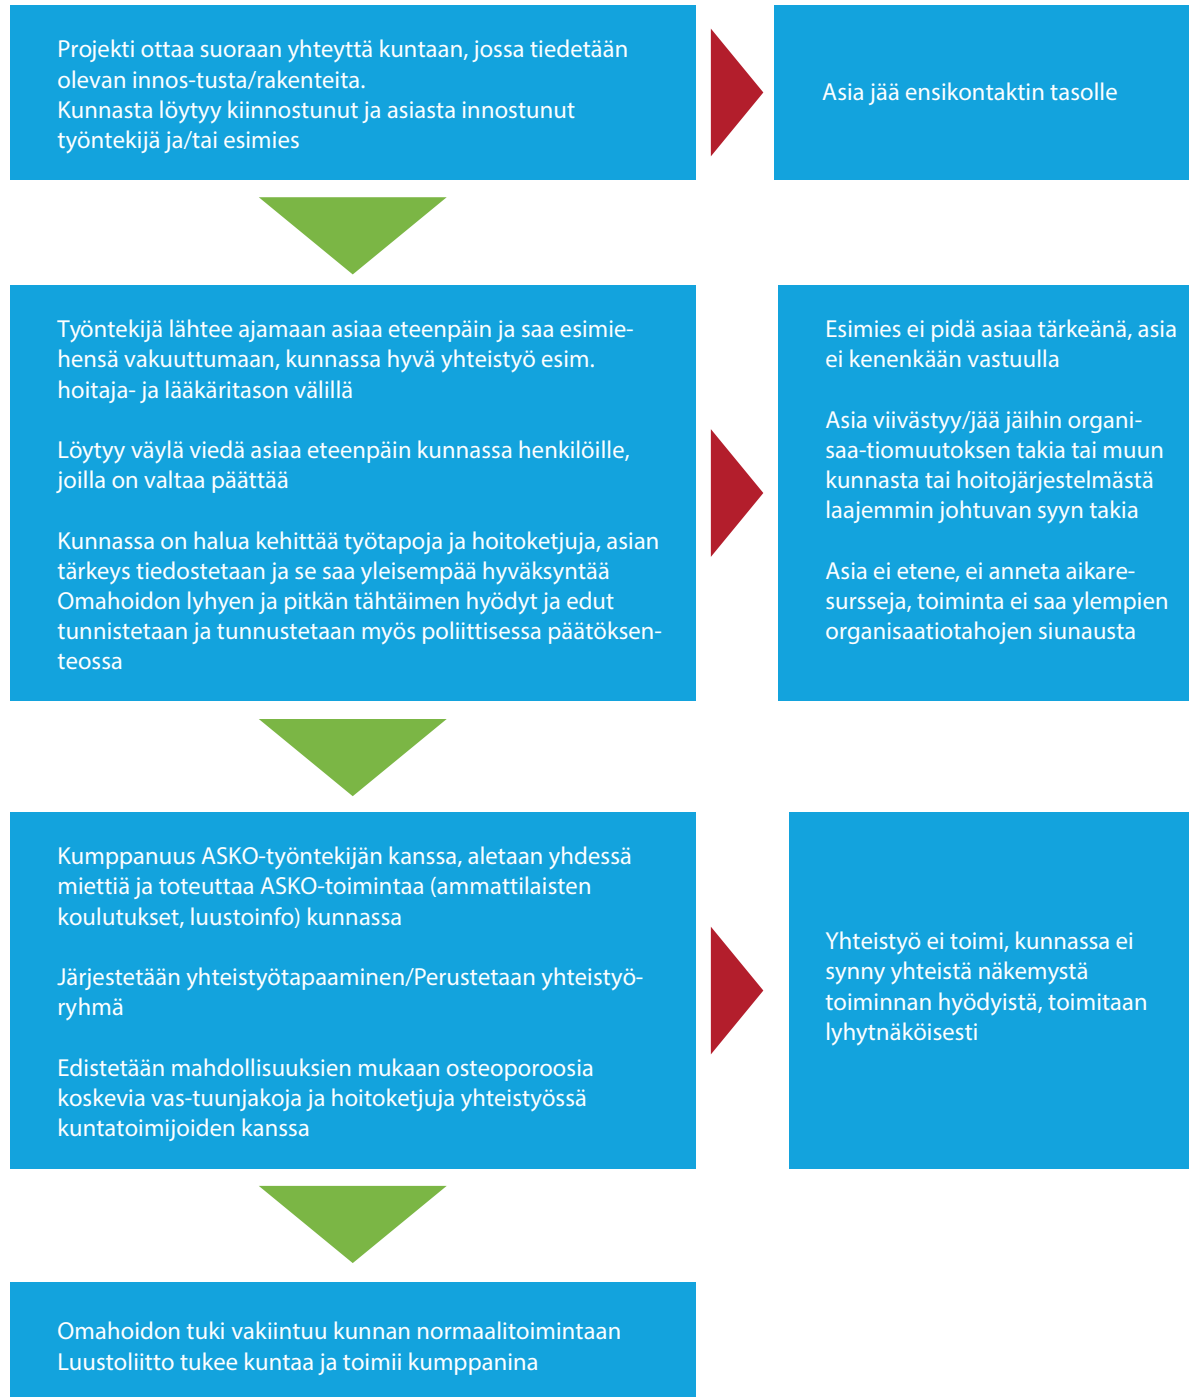 Projekti ottaa suoraan yhteyttä kuntaan, jossa tiedetään
olevan innos-tusta/rakenteita.
Kunnasta löytyy kiinnostunut ja asiasta innostunut
työntekijä ja/tai esimies
Asia jää ensikontaktin tasolle
Työntekijä lähtee ajamaan asiaa eteenpäin ja saa esimie-
hensä vakuuttumaan, kunnassa hyvä yhteistyö esim.
hoitaja- ja lääkäritason välillä
Löytyy väylä viedä asiaa eteenpäin kunnassa henkilöille,
joilla on valtaa päättää
Kunnassa on halua kehittää työtapoja ja hoitoketjuja, asian
tärkeys tiedostetaan ja se saa yleisempää hyväksyntää
Omahoidon lyhyen ja pitkän tähtäimen hyödyt ja edut
tunnistetaan ja tunnustetaan myös poliittisessa päätöksen-
teossa
Esimies ei pidä asiaa tärkeänä, asia
ei kenenkään vastuulla
Asia viivästyy/jää jäihin organi-
saa-tiomuutoksen takia tai muun
kunnasta tai hoitojärjestelmästä
laajemmin johtuvan syyn takia
Asia ei etene, ei anneta aikare-
sursseja, toiminta ei saa ylempien
organisaatiotahojen siunausta
Kumppanuus ASKO-työntekijän kanssa, aletaan yhdessä
miettiä ja toteuttaa ASKO-toimintaa (ammattilaisten
koulutukset, luustoinfo) kunnassa
Järjestetään yhteistyötapaaminen/Perustetaan yhteistyö-
ryhmä
Edistetään mahdollisuuksien mukaan osteoporoosia
koskevia vas-tuunjakoja ja hoitoketjuja yhteistyössä
kuntatoimijoiden kanssa
Yhteistyö ei toimi, kunnassa ei
synny yhteistä näkemystä
toiminnan hyödyistä, toimitaan
lyhytnäköisesti
Omahoidon tuki vakiintuu kunnan normaalitoimintaan
Luustoliitto tukee kuntaa ja toimii kumppanina